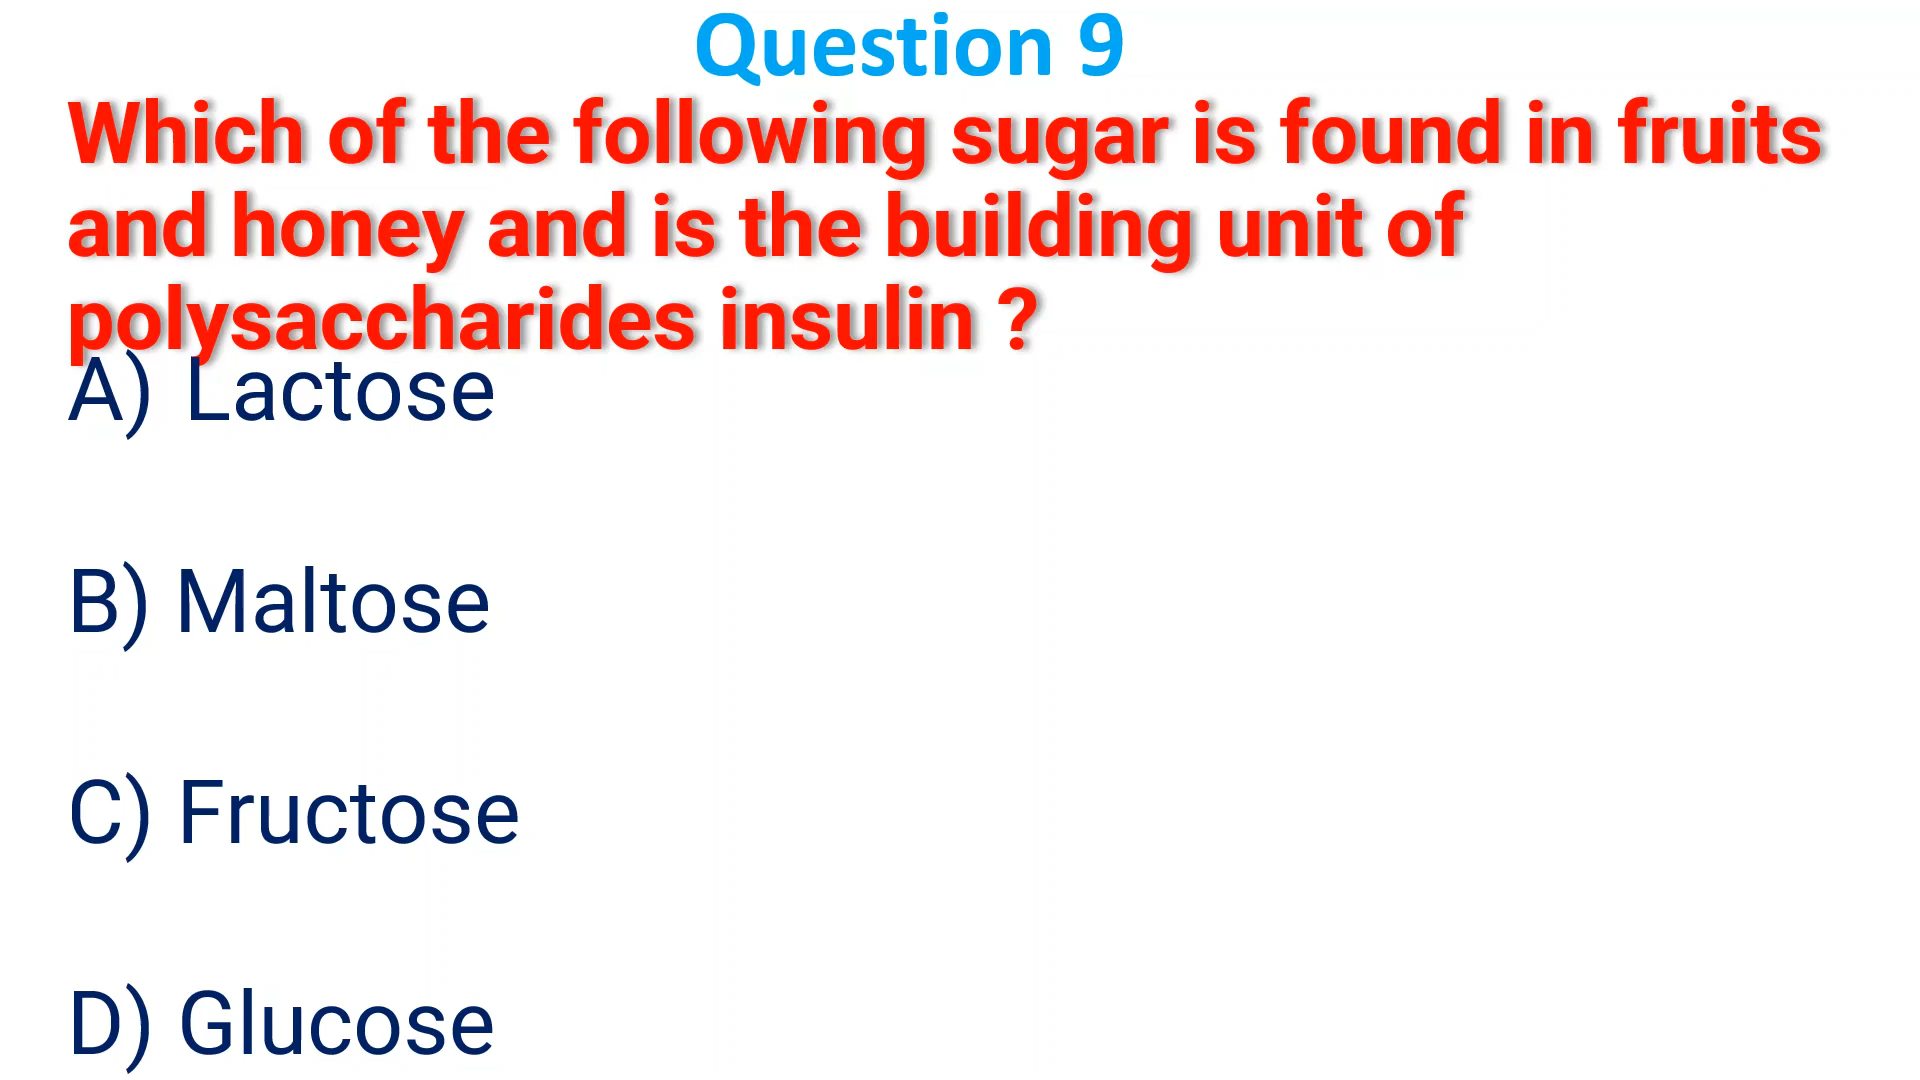 Question 9
Which of the following sugar is found in fruits
and honey and is the building unit of
polysaccharides insulin ?
A) Lactose
B) Maltose
C) Fructose
D) Glucose